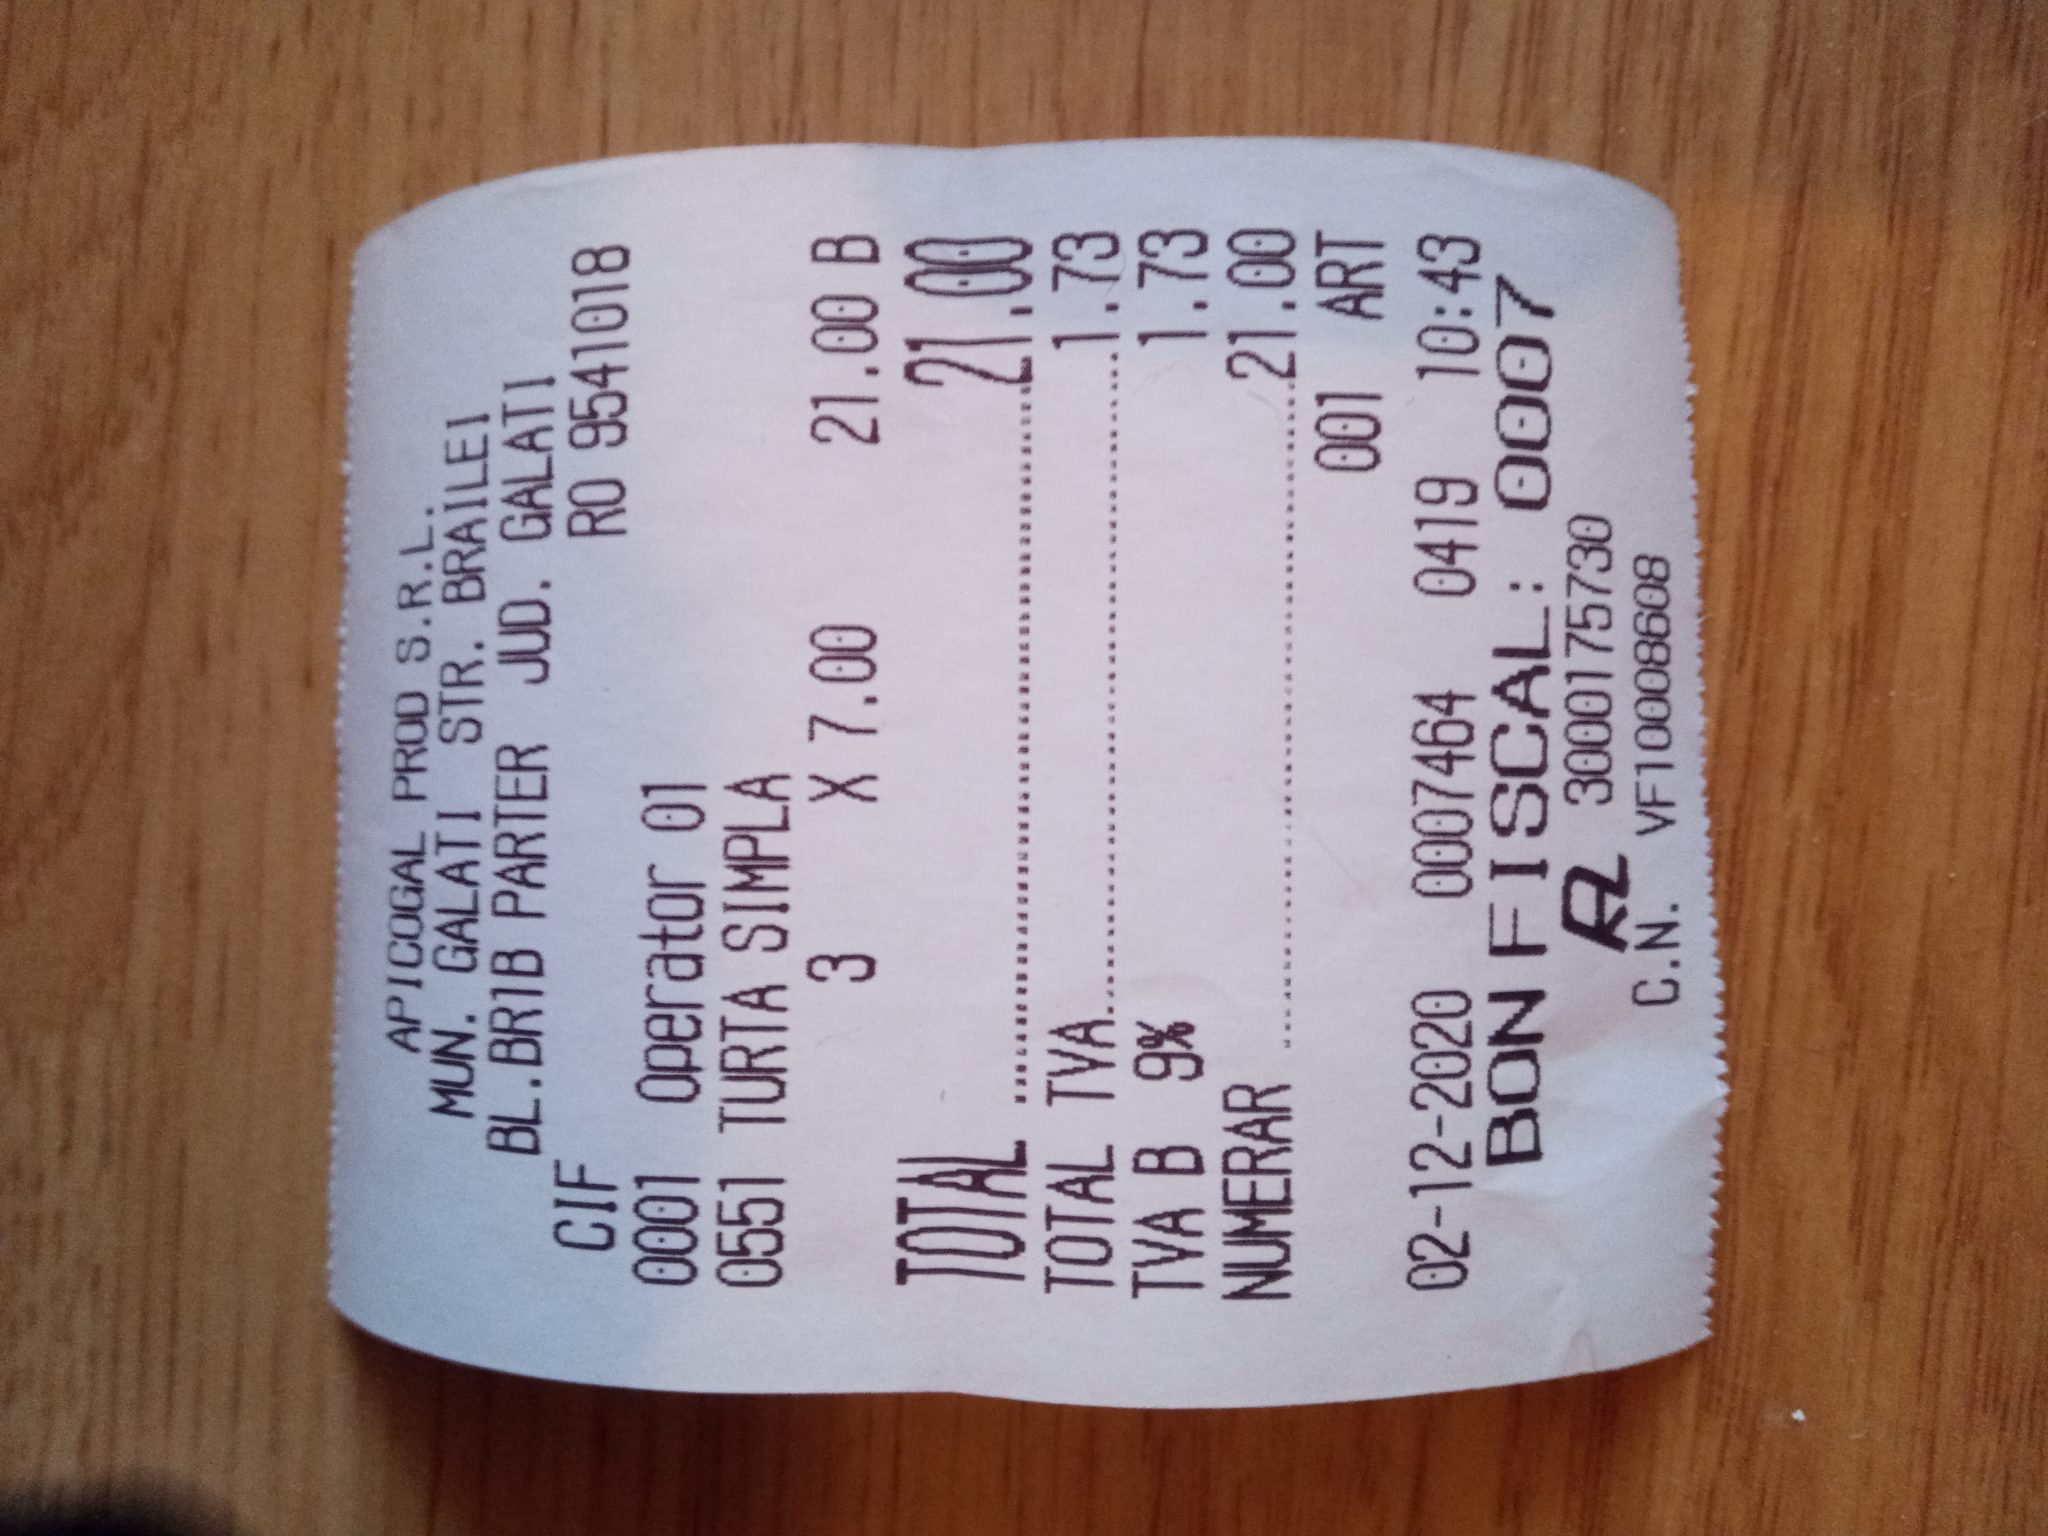 APICOGAL PROD S.R.L.
MUN. GALATI STR. BRAILEI
BL.BR1B PARTER JUD. GALATI
CIF RO 9541018
0001 Operator 01
0551 TURTA SIMPLA
3 X 7.00 21.00 B
TOTAL ........................ 21.00
TOTAL TVA........................1.73
TVA B 9% 1.73
NUMERAR ........................21.00
001 ART
02-12-2020 0007464 0419 10:43
BON FISCAL: 0007
RL 3000175730
C.N. VF10008608